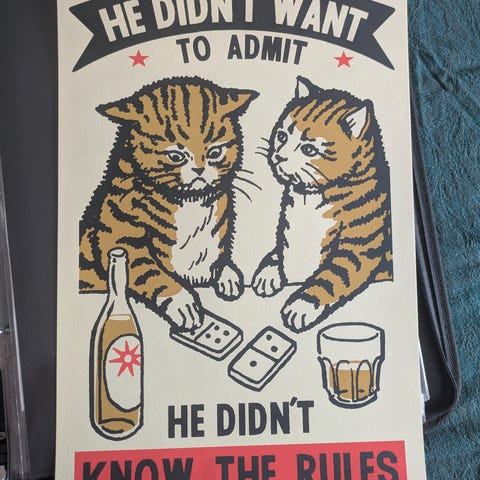 HE DIDN'T WANT
TO ADMIT
HE DIDN'T
KNOW THE RULES